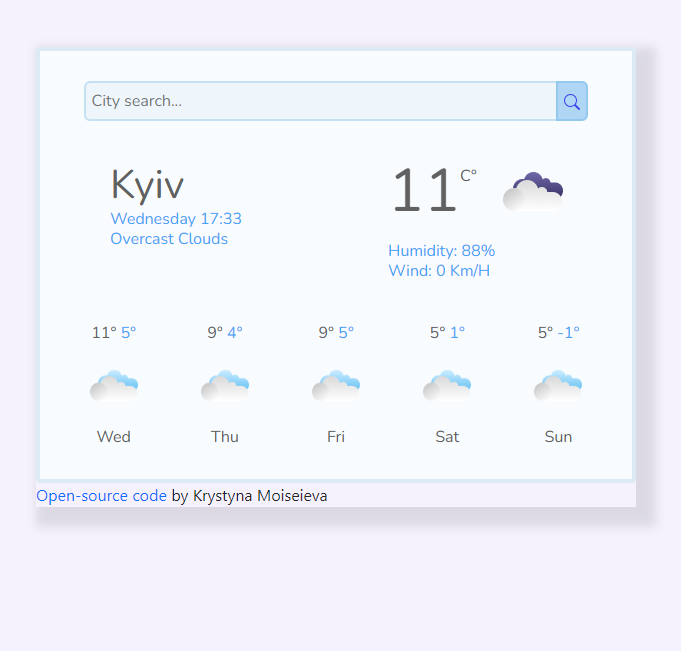 City search...
Kyiv
Wednesday 17:33
Overcast Clouds
11 C°
Humidity: 88%
Wind: 0 Km/H
11° 5° 9° 4° 9° 5° 5° 1° 5° -1°
Wed Thu Fri Sat Sun
Open-source code by Krystyna Moiseieva